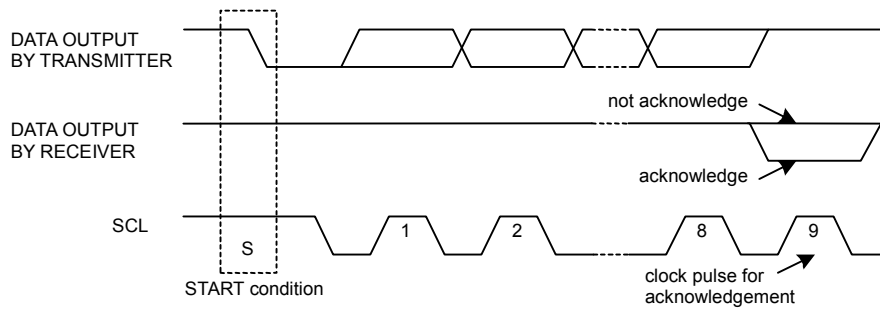 DATA OUTPUT
BY TRANSMITTER
not acknowledge
DATA OUTPUT
BY RECEIVER
acknowledge
SCL
S
1
2
8
9
START condition
clock pulse for
acknowledgement